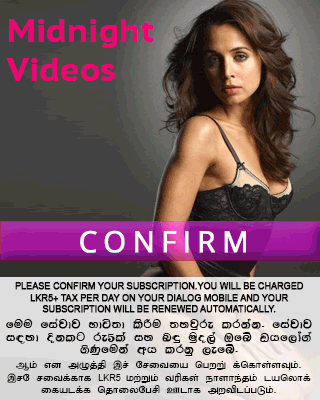 Midnight
Videos
CONFIRM
PLEASE CONFIRM YOUR SUBSCRIPTION.YOU WILL BE CHARGED
LKR5+ TAX PER DAY ON YOUR DIALOG MOBILE AND YOUR
SUBSCRIPTION WILL BE RENEWED AUTOMATICALLY.
මෙම සේවාව භාවිතා කිරීම තහවුරු කරන්න. සේවාව
සඳහා දිනකට රු5ක් සහ බදු මුදල් ඔබේ ඩයලෝග්
ගිණුමෙන් අය කරනු ලැබේ.
ஆம் என அழுத்தி இச் சேவையை பெற்றி க்கொள்ளவும்.
இச்சே சவைக்காக LKR5 மற்றும் வரிகள் நாளாந்தம் டயலொக்
கையடக்க தொலைபேசி ஊடாக அறவிடப்படும்.